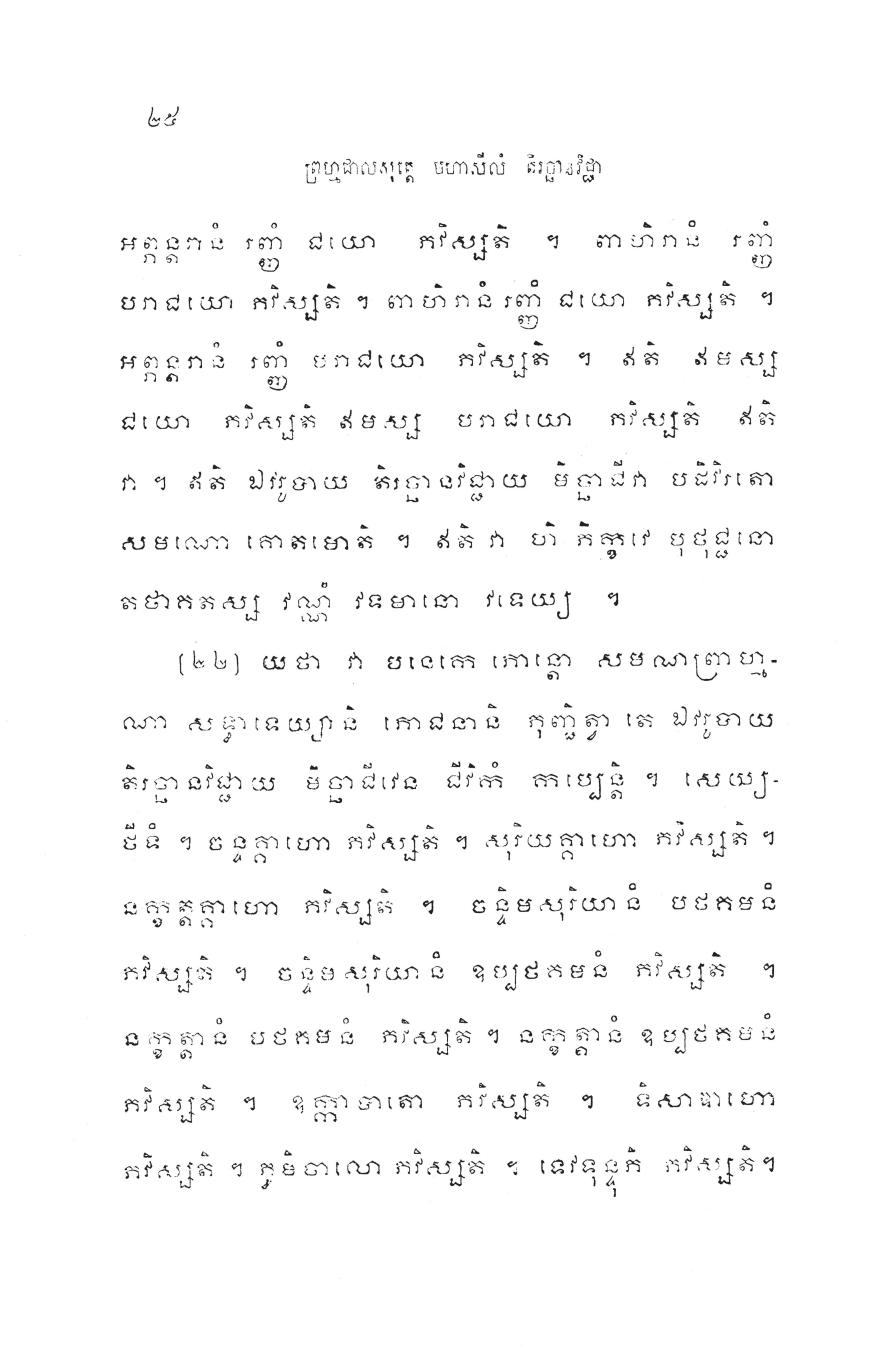 ២៥
ព្រហ្មជាលសុត្តេ មហាសីលំ តិរច្ឆានវិជ្ជា
អព្ភន្តរានំ រញ្ញំ ជយោ ភវិស្សតិ ។ ពាហិរានំ រញ្ញំ
បរាជយោ ភវិស្សតិ ។ ពាហិរានំ រញ្ញំ ជយោ ភវិស្សតិ ។
អព្ភន្តរានំ រញ្ញំ បរាជយោ ភវិស្សតិ ។ ឥតិ ឥមស្ស
ជយោ ភវិស្សតិ ឥមស្ស បរាជយោ ភវិស្សតិ ឥតិ
វា ។ ឥតិ ឯវរូបាយ តិរច្ឆានវិជ្ជាយ មិច្ឆាជីវា បដិវិរតោ
សមណោ គោតមោតិ ។ ឥតិ វា ហិ ភិក្ខវេ បុថុជ្ជនោ
តថាគតស្ស វណ្ណំ វទមានោ វទេយ្យ ។
(២២) យថា វា បនេកេ ភោន្តោ សមណព្រាហ្ម-
ណា សទ្ធាទេយ្យានិ ភោជនានិ ភុញ្ជិត្វា តេ ឯវរូបាយ
តិរច្ឆានវិជ្ជាយ មិច្ឆាជីវេន ជីវិកំ កប្បេន្តិ ។ សេយ្យ-
ថីទំ ។ ចន្ទគ្គាហោ ភវិស្សតិ ។ សុរិយគ្គាហោ ភវិស្សតិ ។
នក្ខត្តគ្គាហោ ភវិស្សតិ ។ ចន្ទិមសុរិយានំ បថគមនំ
ភវិស្សតិ ។ ចន្ទិមសុរិយានំ ឧប្បថគមនំ ភវិស្សតិ ។
នក្ខត្តានំ បថគមនំ ភវិស្សតិ ។ នក្ខត្តានំ ឧប្បថគមនំ
ភវិស្សតិ ។ ឧក្កាបាតោ ភវិស្សតិ ។ ទិសាឌាហោ
ភវិស្សតិ ។ ភូមិចាលោ ភវិស្សតិ ។ ទេវទុន្ទុភិ ភវិស្សតិ។